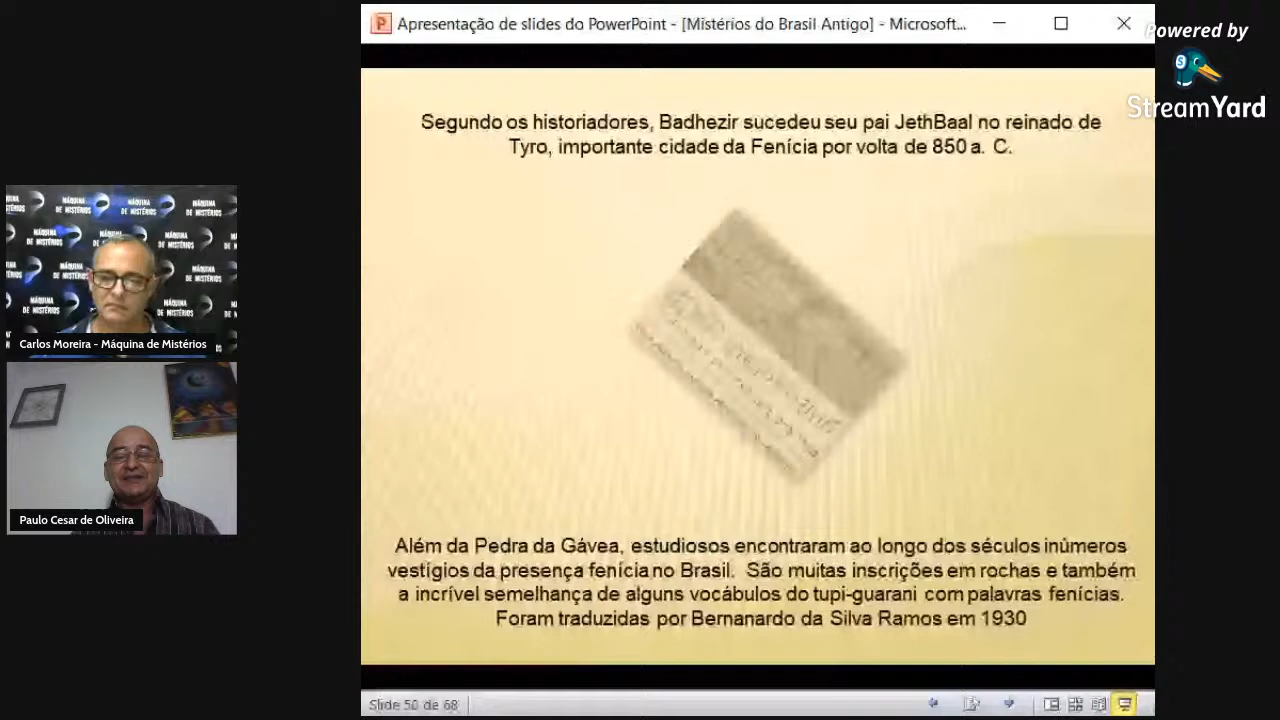 Apresentação de slides do PowerPoint - [Mistérios do Brasil Antigo] - Microsoft...
Powered by
StreamYard
Segundo os historiadores, Badhezir sucedeu seu pai JethBaal no reinado de
Tyro, importante cidade da Fenícia por volta de 850 a. C.
MÁQUINA
DE MISTÉRIOS
Carlos Moreira - Máquina de Mistérios
Paulo Cesar de Oliveira
Além da Pedra da Gávea, estudiosos encontraram ao longo dos séculos inúmeros
vestígios da presença fenícia no Brasil. São muitas inscrições em rochas e também
a incrível semelhança de alguns vocábulos do tupi-guarani com palavras fenícias.
Foram traduzidas por Bernanardo da Silva Ramos em 1930
Slide 50 de 68